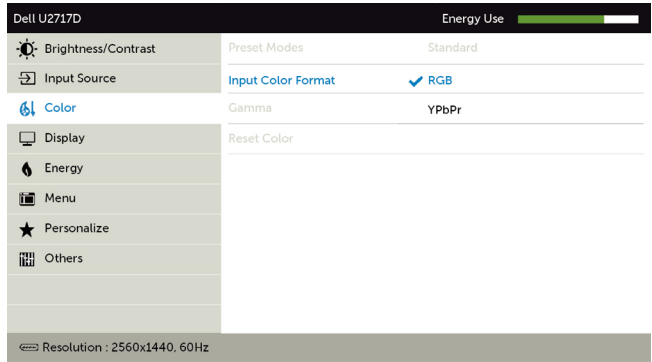 Dell U2717D Energy Use
Brightness/Contrast Preset Modes Standard
Input Source Input Color Format RGB
Color Gamma YPbPr
Display Reset Color
Energy
Menu
Personalize
Others
Resolution : 2560x1440, 60Hz